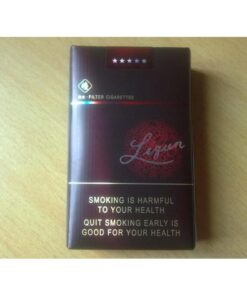 FILTER CIGARETTES
Liqun
SMOKING IS HARMFUL
TO YOUR HEALTH
QUIT SMOKING EARLY IS
GOOD FOR YOUR HEALTH